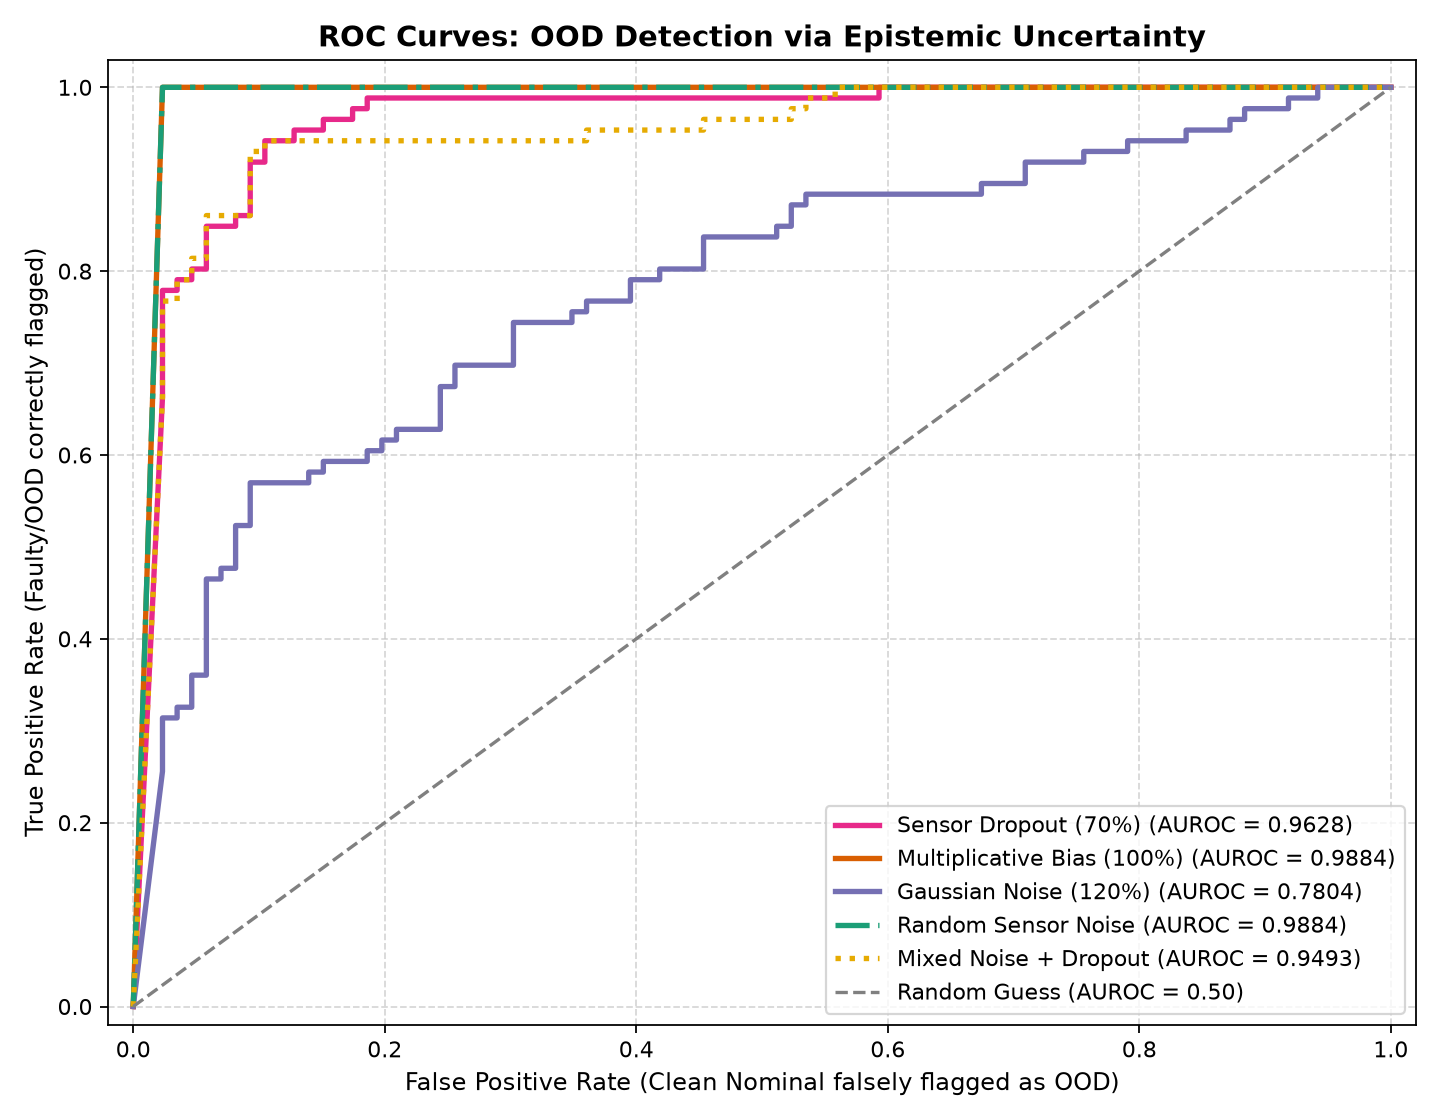 ROC Curves: OOD Detection via Epistemic Uncertainty
True Positive Rate (Faulty/OOD correctly flagged)
1.0
0.8
0.6
0.4
0.2
0.0
Sensor Dropout (70%) (AUROC = 0.9628)
Multiplicative Bias (100%) (AUROC = 0.9884)
Gaussian Noise (120%) (AUROC = 0.7804)
Random Sensor Noise (AUROC = 0.9884)
Mixed Noise + Dropout (AUROC = 0.9493)
Random Guess (AUROC = 0.50)
0.0 0.2 0.4 0.6 0.8 1.0
False Positive Rate (Clean Nominal falsely flagged as OOD)